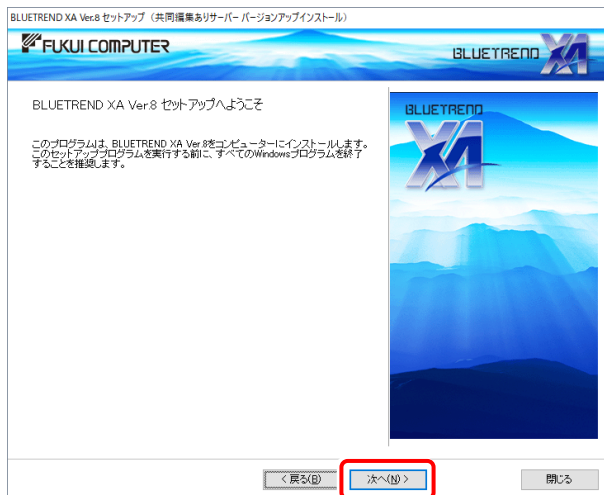 BLUETREND XA Ver.8 セットアップ（共同編集ありサーバー バージョンアップインストール）
FUKUI COMPUTER
BLUETREND XA
BLUETREND XA Ver.8 セットアップへようこそ
BLUETREND
XA
このプログラムは、BLUETREND XA Ver.8をコンピューターにインストールします。
このセットアッププログラムを実行する前に、すべてのWindowsプログラムを終了
することを推奨します。
< 戻る(B)
次へ(N) >
閉じる